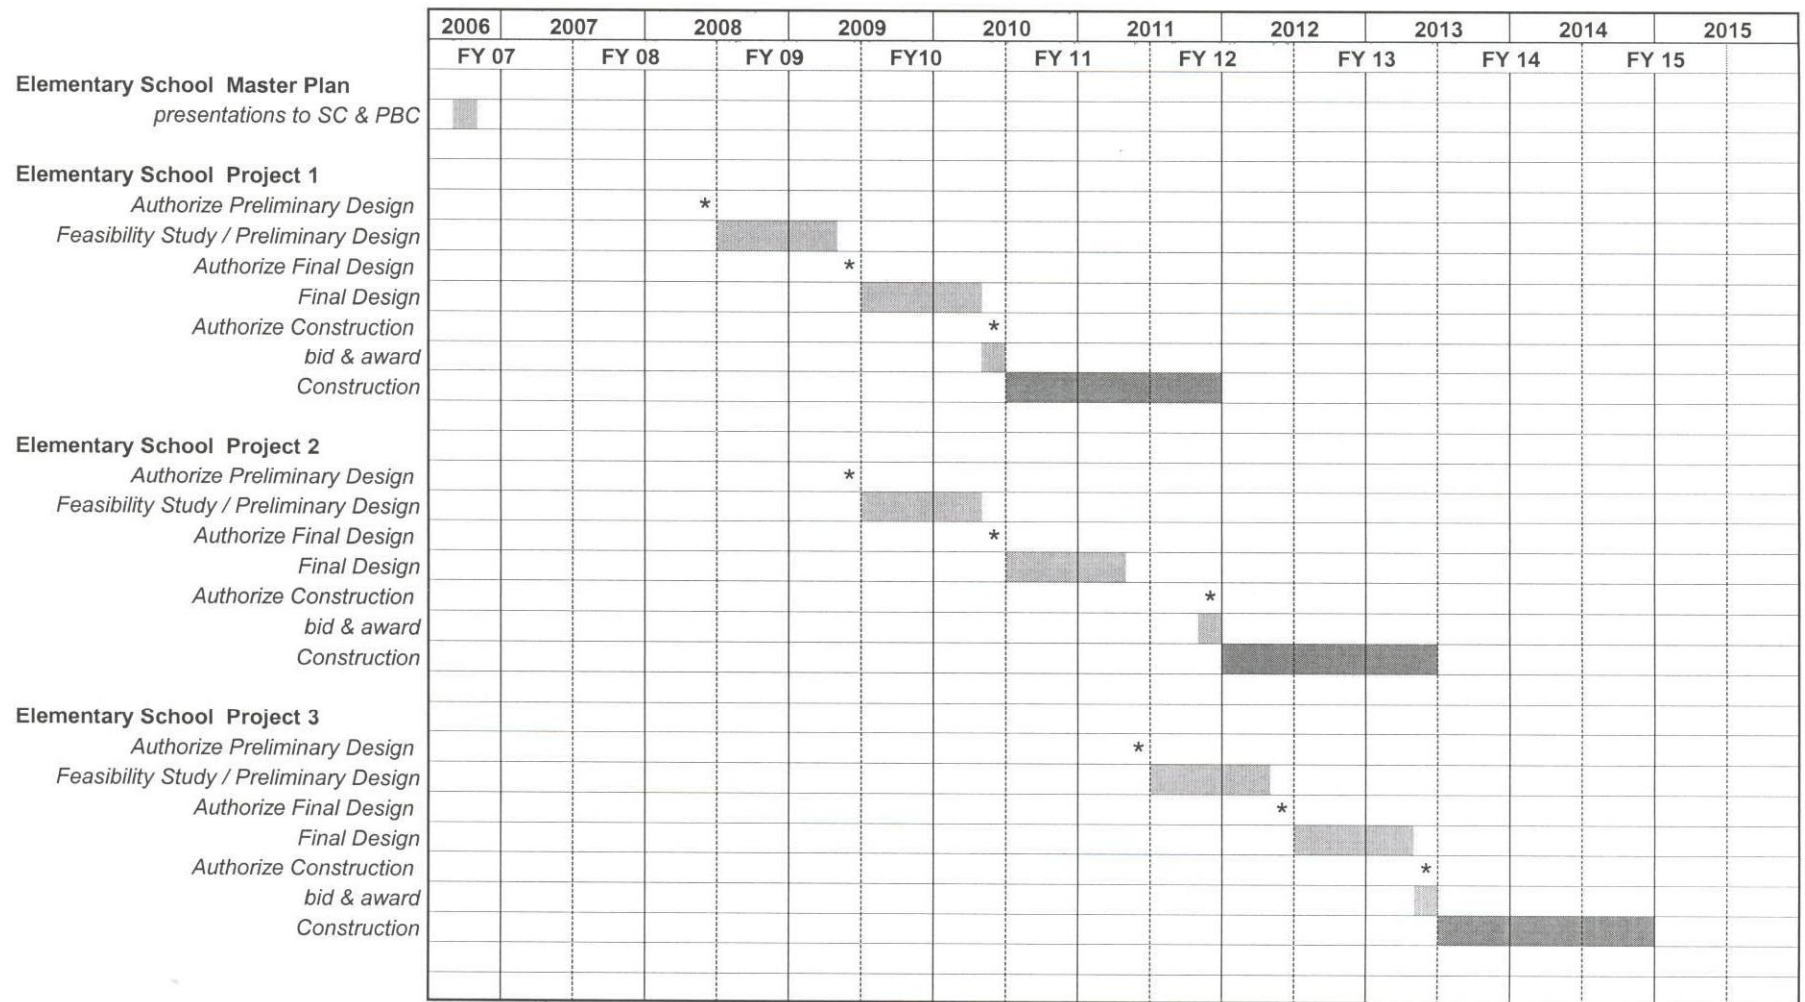 2006 2007 2008 2009 2010 2011 2012 2013 2014 2015
FY 07 FY 08 FY 09 FY10 FY 11 FY 12 FY 13 FY 14 FY 15
Elementary School Master Plan
presentations to SC & PBC
Elementary School Project 1
Authorize Preliminary Design *
Feasibility Study / Preliminary Design
Authorize Final Design *
Final Design
Authorize Construction *
bid & award
Construction
Elementary School Project 2
Authorize Preliminary Design *
Feasibility Study / Preliminary Design
Authorize Final Design *
Final Design
Authorize Construction *
bid & award
Construction
Elementary School Project 3
Authorize Preliminary Design *
Feasibility Study / Preliminary Design
Authorize Final Design *
Final Design
Authorize Construction *
bid & award
Construction